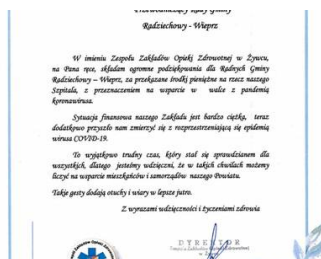 Przewodniczący Rady Gminy
Radziechowy - Wieprz
W imieniu Zespołu Zakładów Opieki Zdrowotnej w Żywcu,
na Pana ręce, składam ogromne podziękowania dla Radnych Gminy
Radziechowy – Wieprz, za przekazane środki pieniężne na rzecz naszego
Szpitala, z przeznaczeniem na wsparcie w walce z pandemią
koronawirusa.
Sytuacja finansowa naszego Zakładu jest bardzo ciężka, teraz
dodatkowo przyszło nam zmierzyć się z rozprzestrzeniającą się epidemią
wirusa COVID-19.
To wyjątkowo trudny czas, który stał się sprawdzianem dla
wszystkich, dlatego jesteśmy wdzięczni, że w takich chwilach możemy
liczyć na wsparcie mieszkańców i samorządów naszego Powiatu.
Takie gesty dodają otuchy i wiary w lepsze jutro.
Z wyrazami wdzięczności i życzeniami zdrowia
DYREKTOR